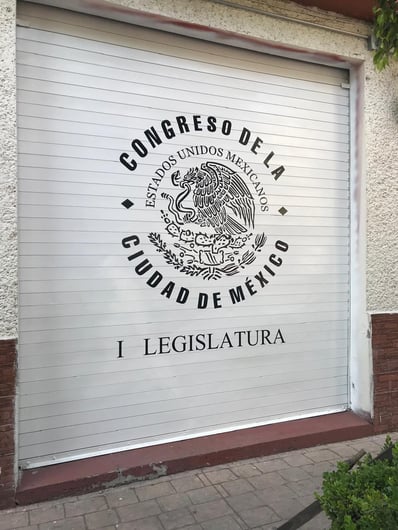 CONGRESO DE LA
ESTADOS UNIDOS MEXICANOS
CIUDAD DE MÉXICO
I LEGISLATURA